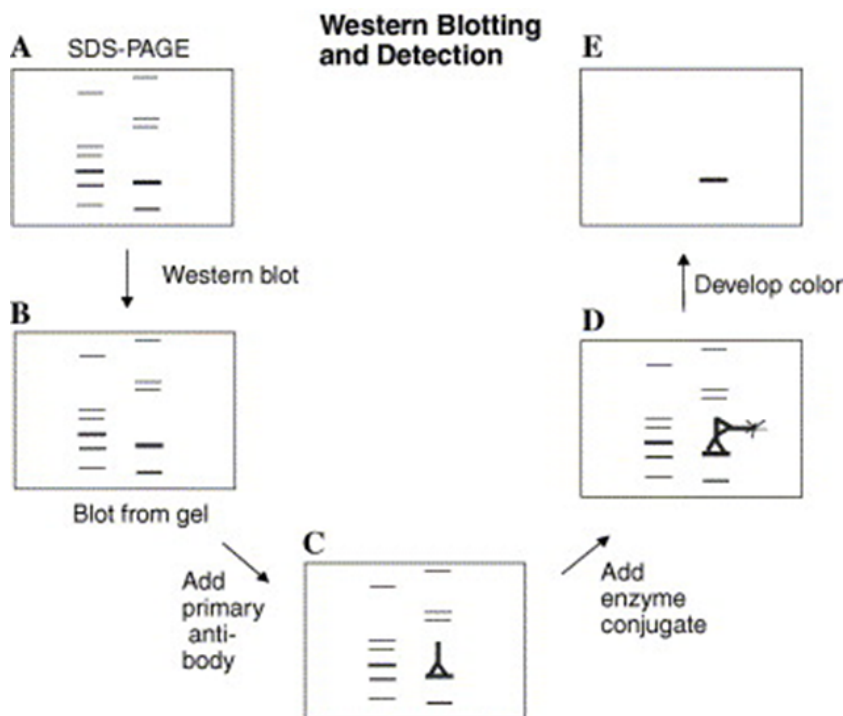 Western Blotting
and Detection
A
SDS-PAGE
Western blot
B
Blot from gel
Add
primary
anti-
body
C
Add
enzyme
conjugate
D
Develop color
E